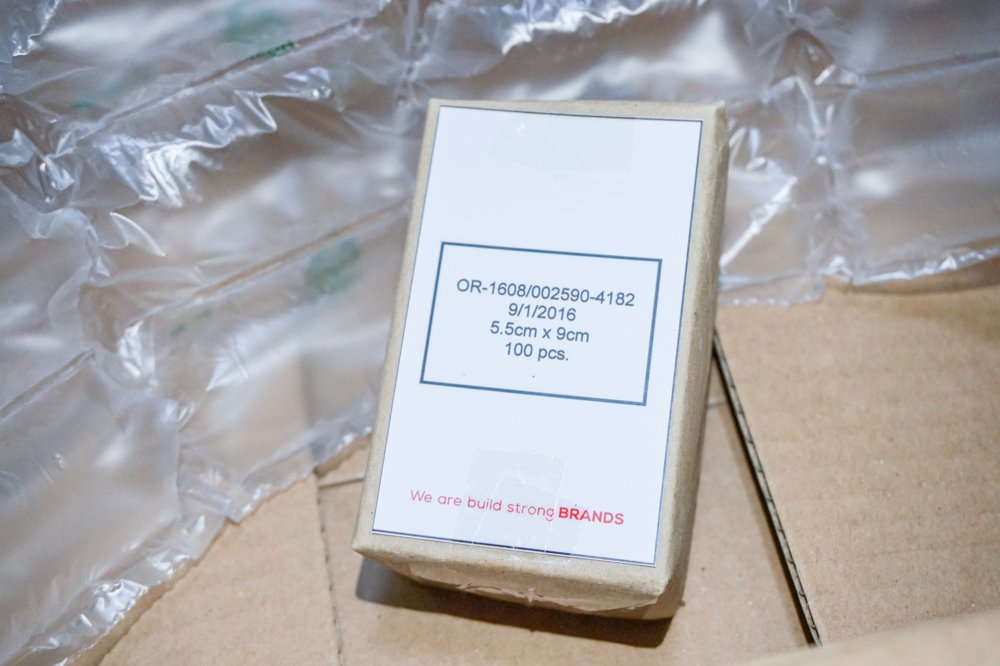 OR-1608/002590-4182
9/1/2016
5.5cm x 9cm
100 pcs.
We are build strong BRANDS